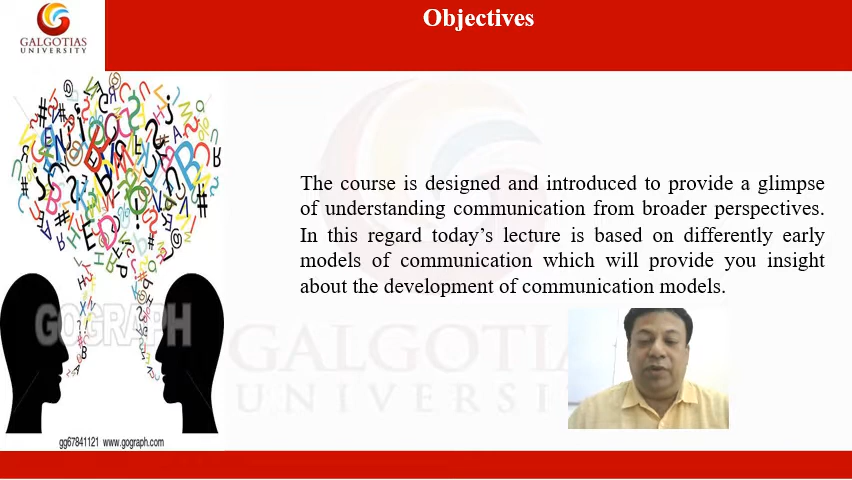 Objectives
GALGOTIAS
UNIVERSITY
The course is designed and introduced to provide a glimpse
of understanding communication from broader perspectives.
In this regard today's lecture is based on differently early
models of communication which will provide you insight
about the development of communication models.
GOGRAPH
GALGOTIAS
UNIVERSITY
gg67841121 www.gograph.com